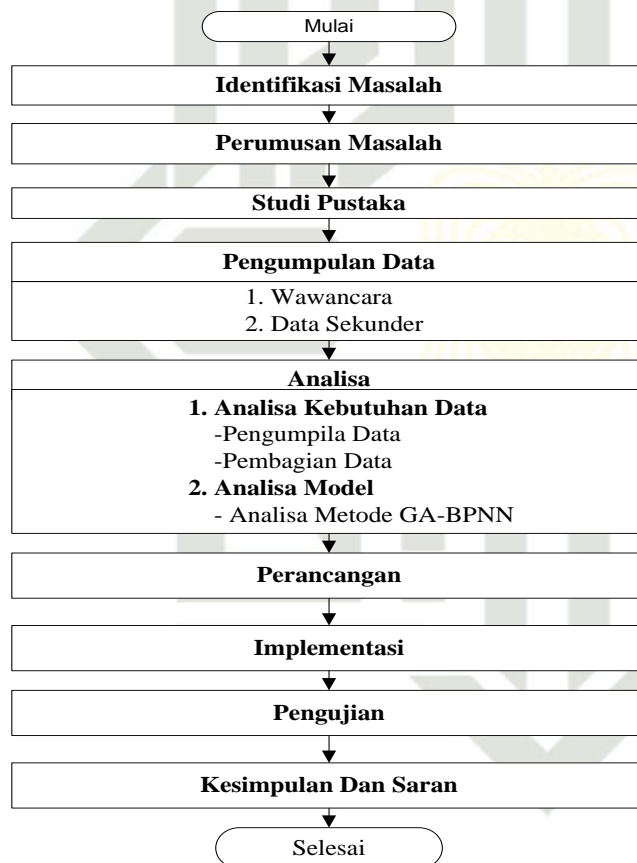 Mulai
Identifikasi Masalah
Perumusan Masalah
Studi Pustaka
Pengumpulan Data
1. Wawancara
2. Data Sekunder
Analisa
1. Analisa Kebutuhan Data
-Pengumpila Data
-Pembagian Data
2. Analisa Model
- Analisa Metode GA-BPNN
Perancangan
Implementasi
Pengujian
Kesimpulan Dan Saran
Selesai